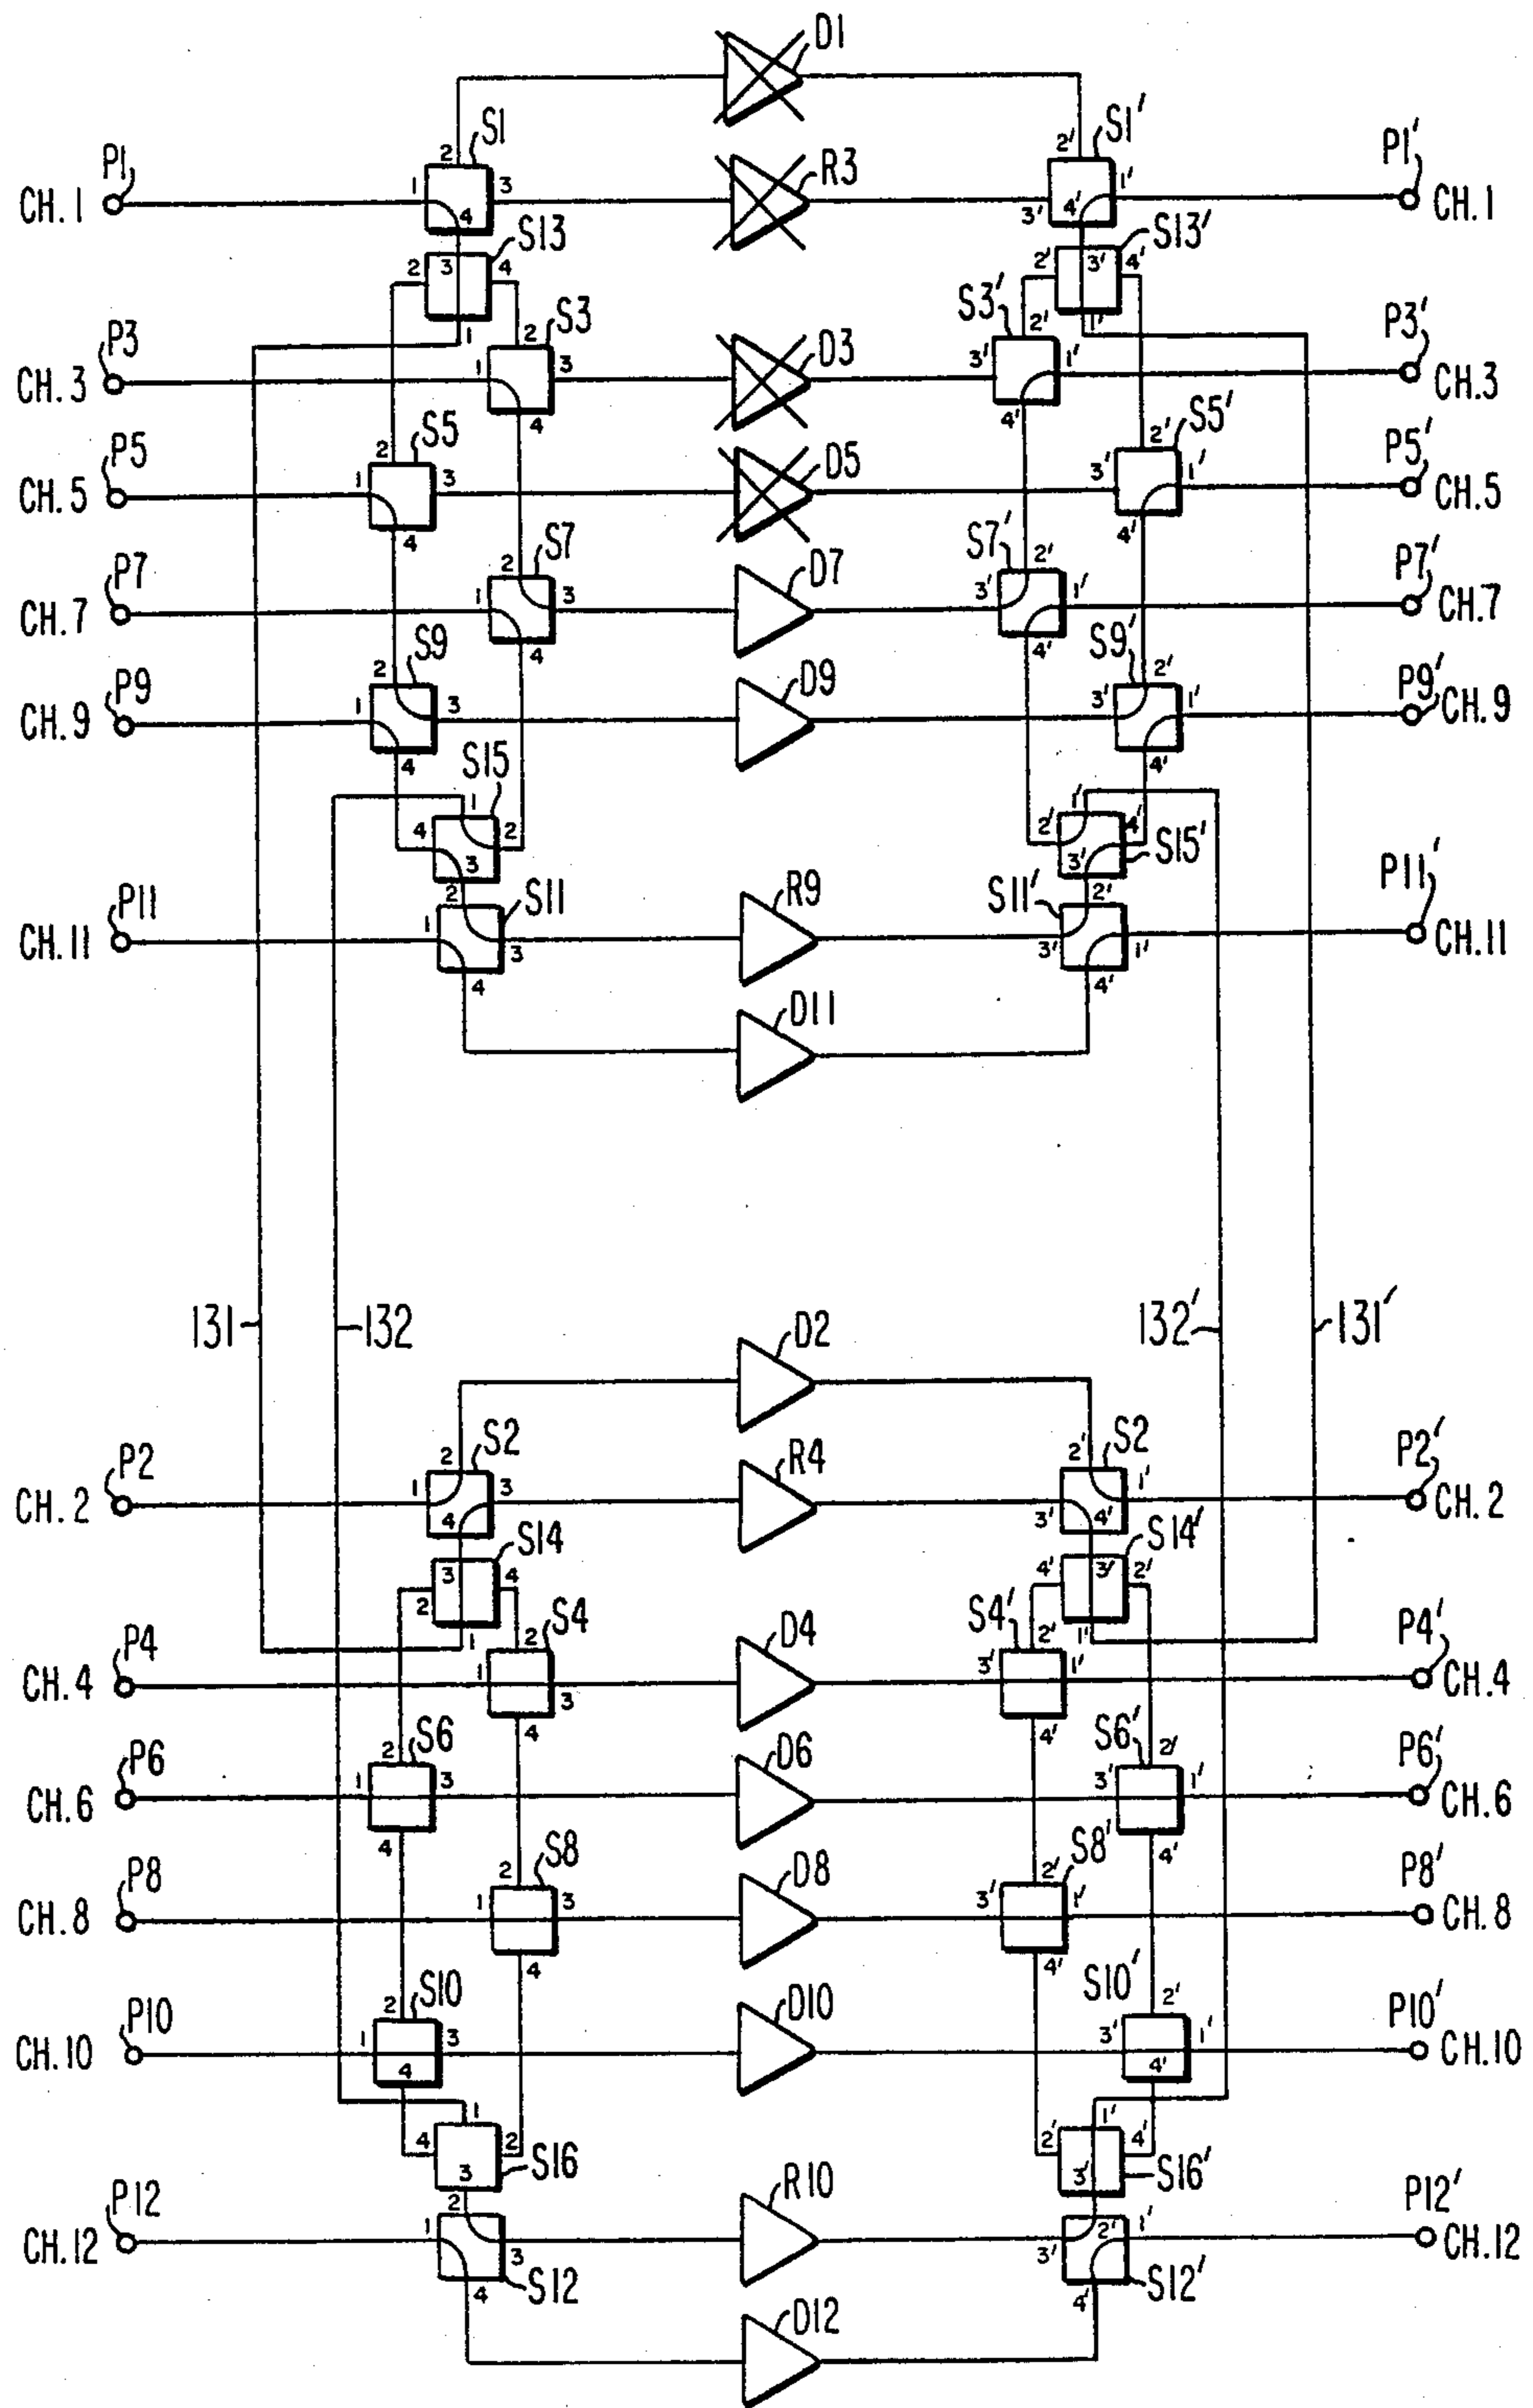 D1
S1
S1′
P1
2
2′
P1′
CH.1
1
3
R3
3′
4′
1′
CH.1
4
S13
S13′
2
3
4
2′
3′
4′
P3
1
S3
S3′
1′
P3′
CH.3
2
1
3
D3
2′
3′
1′
CH.3
4
4′
P5
S5
S5′
P5′
CH.5
2
1
3
D5
2′
3′
1′
CH.5
4
4′
P7
S7
S7′
P7′
CH.7
2
1
3
D7
2′
3′
1′
CH.7
4
4′
P9
S9
S9′
P9′
CH.9
2
1
3
D9
2′
3′
1′
CH.9
4
4′
S15
1
4
2
3
1′
2′
4′
3′
S15′
P11
S11
S11′
P11′
CH.11
2
1
3
R9
2′
3′
1′
CH.11
4
4′
D11
131
132
132′
131′
D2
P2
S2
S2
P2′
CH.2
2
1
3
4
R4
2′
1′
3′
4′
CH.2
S14
S14′
3
4
2
1
4′
3′
2′
1′
P4
S4
S4′
P4′
CH.4
2
1
3
4
D4
2′
3′
1′
4′
CH.4
P6
S6
S6′
P6′
CH.6
2
1
3
4
D6
2′
3′
1′
4′
CH.6
P8
S8
S8′
P8′
CH.8
2
1
3
4
D8
2′
3′
1′
4′
CH.8
P10
S10
S10′
P10′
CH.10
2
1
3
4
D10
2′
3′
1′
4′
CH.10
1
4
2
3
S16
1′
2′
4′
3′
S16′
P12
R10
P12′
CH.12
2
1
3
4
S12
2′
3′
1′
4′
S12′
CH.12
D12